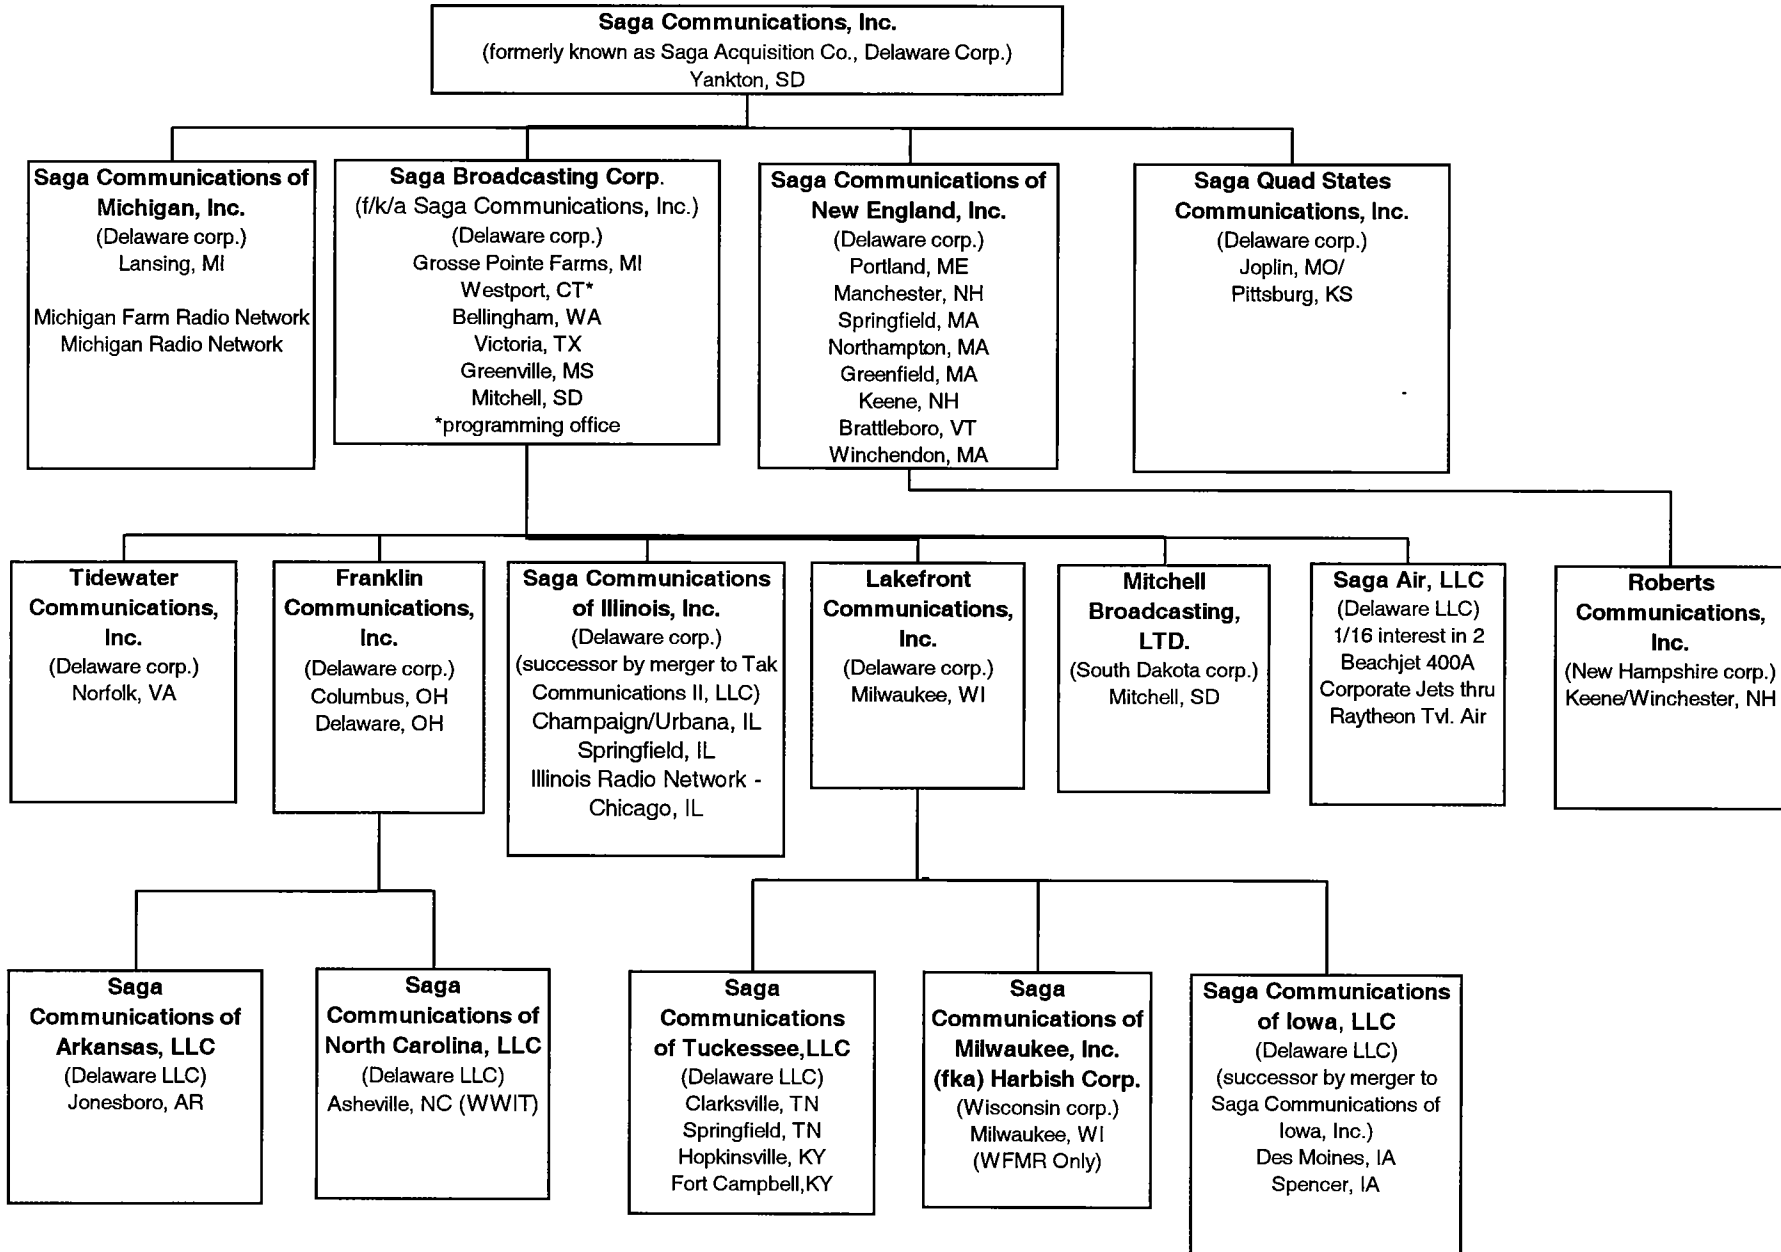 Saga Communications, Inc.
(formerly known as Saga Acquisition Co., Delaware Corp.)
Yankton, SD
Saga Communications of
Michigan, Inc.
(Delaware corp.)
Lansing, MI
Michigan Farm Radio Network
Michigan Radio Network
Saga Broadcasting Corp.
(f/k/a Saga Communications, Inc.)
(Delaware corp.)
Grosse Pointe Farms, MI
Westport, CT*
Bellingham, WA
Victoria, TX
Greenville, MS
Mitchell, SD
*programming office
Saga Communications of
New England, Inc.
(Delaware corp.)
Portland, ME
Manchester, NH
Springfield, MA
Northampton, MA
Greenfield, MA
Keene, NH
Brattleboro, VT
Winchendon, MA
Saga Quad States
Communications, Inc.
(Delaware corp.)
Joplin, MO/
Pittsburg, KS
Tidewater
Communications,
Inc.
(Delaware corp.)
Norfolk, VA
Franklin
Communications,
Inc.
(Delaware corp.)
Columbus, OH
Delaware, OH
Saga Communications
of Illinois, Inc.
(Delaware corp.)
(successor by merger to Tak
Communications II, LLC)
Champaign/Urbana, IL
Springfield, IL
Illinois Radio Network -
Chicago, IL
Lakefront
Communications,
Inc.
(Delaware corp.)
Milwaukee, WI
Mitchell
Broadcasting,
LTD.
(South Dakota corp.)
Mitchell, SD
Saga Air, LLC
(Delaware LLC)
1/16 interest in 2
Beachjet 400A
Corporate Jets thru
Raytheon Tvl. Air
Roberts
Communications,
Inc.
(New Hampshire corp.)
Keene/Winchester, NH
Saga
Communications of
Arkansas, LLC
(Delaware LLC)
Jonesboro, AR
Saga
Communications of
North Carolina, LLC
(Delaware LLC)
Asheville, NC (WWIT)
Saga
Communications
of Tuckessee,LLC
(Delaware LLC)
Clarksville, TN
Springfield, TN
Hopkinsville, KY
Fort Campbell,KY
Saga
Communications of
Milwaukee, Inc.
(fka) Harbish Corp.
(Wisconsin corp.)
Milwaukee, WI
(WFMR Only)
Saga Communications
of Iowa, LLC
(Delaware LLC)
(successor by merger to
Saga Communications of
Iowa, Inc.)
Des Moines, IA
Spencer, IA